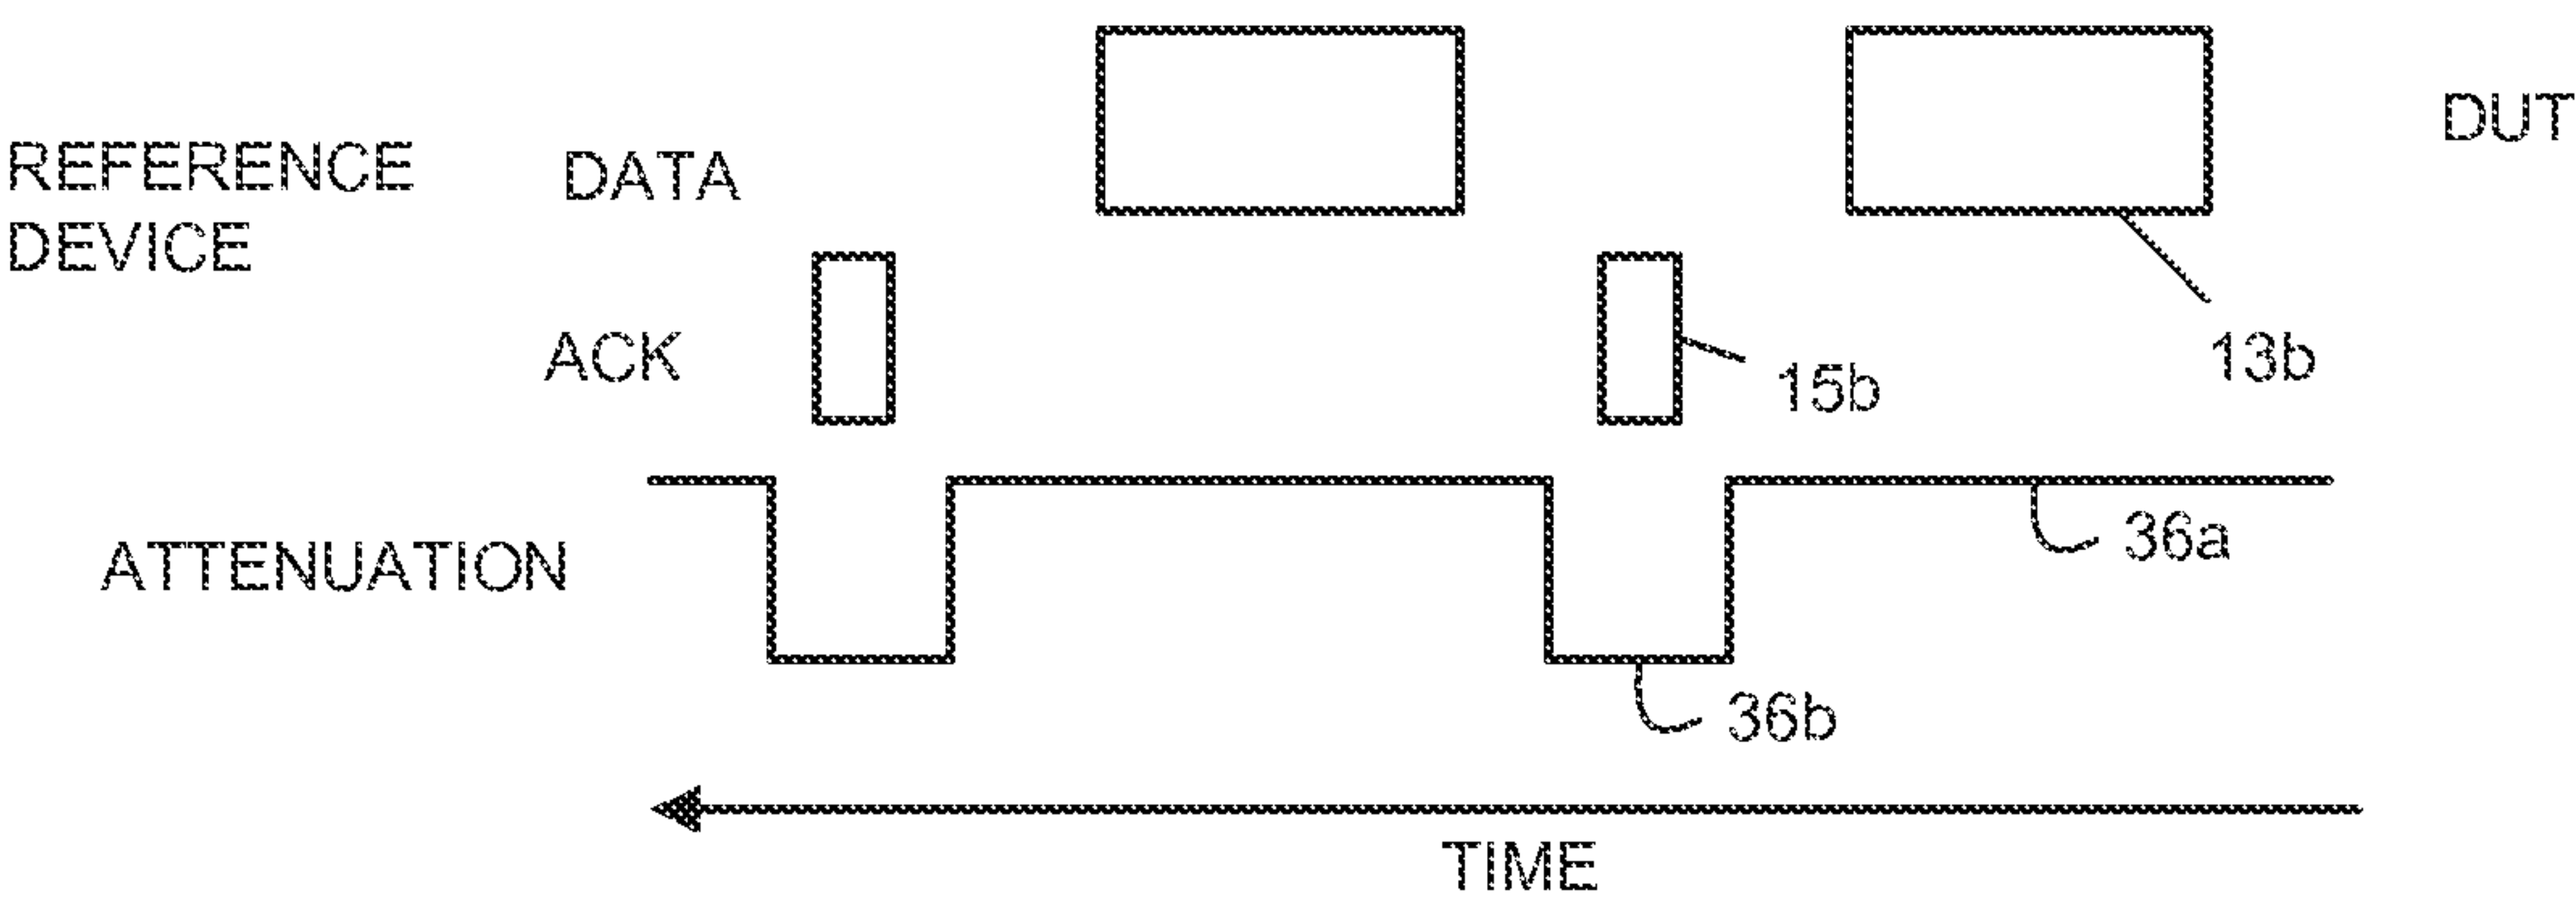 REFERENCE
DEVICE
DATA
DUT
ACK
15b
13b
ATTENUATION
36a
36b
TIME